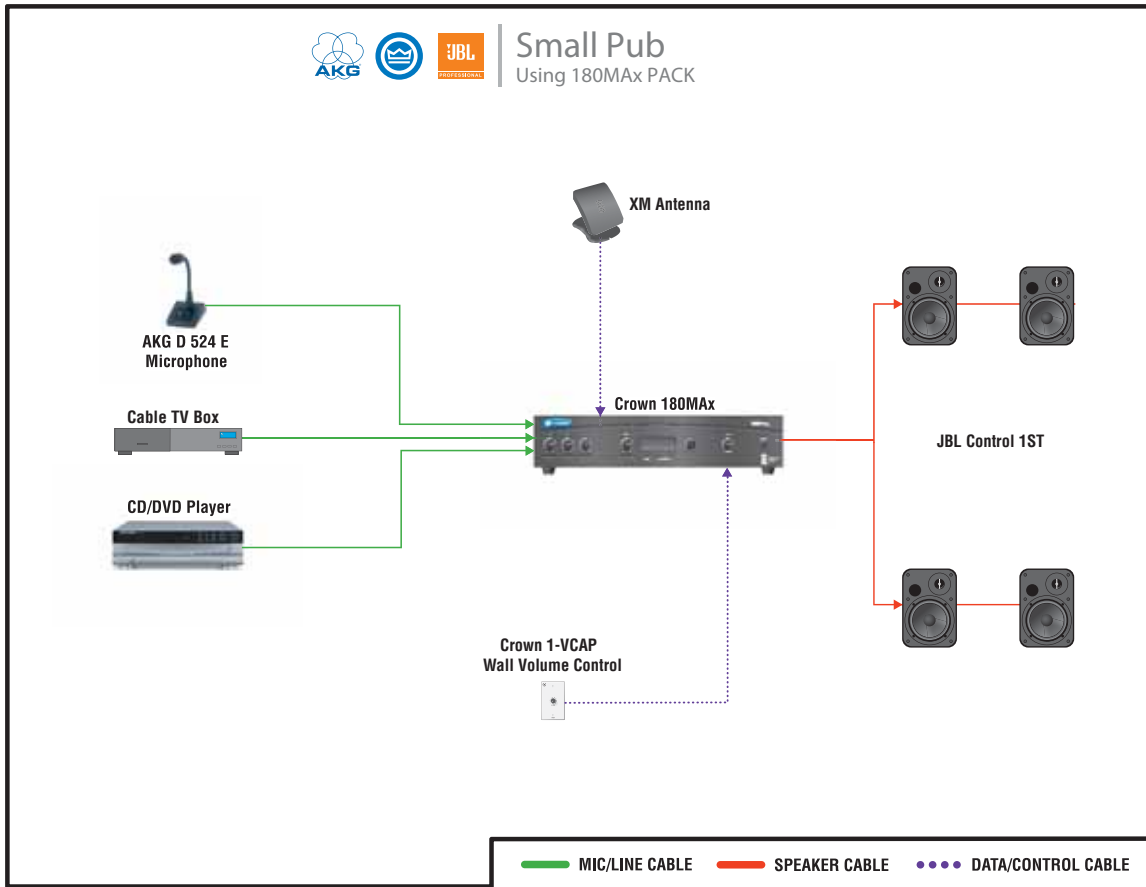 AKG
JBL
PROFESSIONAL
Small Pub
Using 180MAx PACK
XM Antenna
AKG D 524 E
Microphone
Cable TV Box
Crown 180MAx
JBL Control 1ST
CD/DVD Player
Crown 1-VCAP
Wall Volume Control
MIC/LINE CABLE
SPEAKER CABLE
DATA/CONTROL CABLE